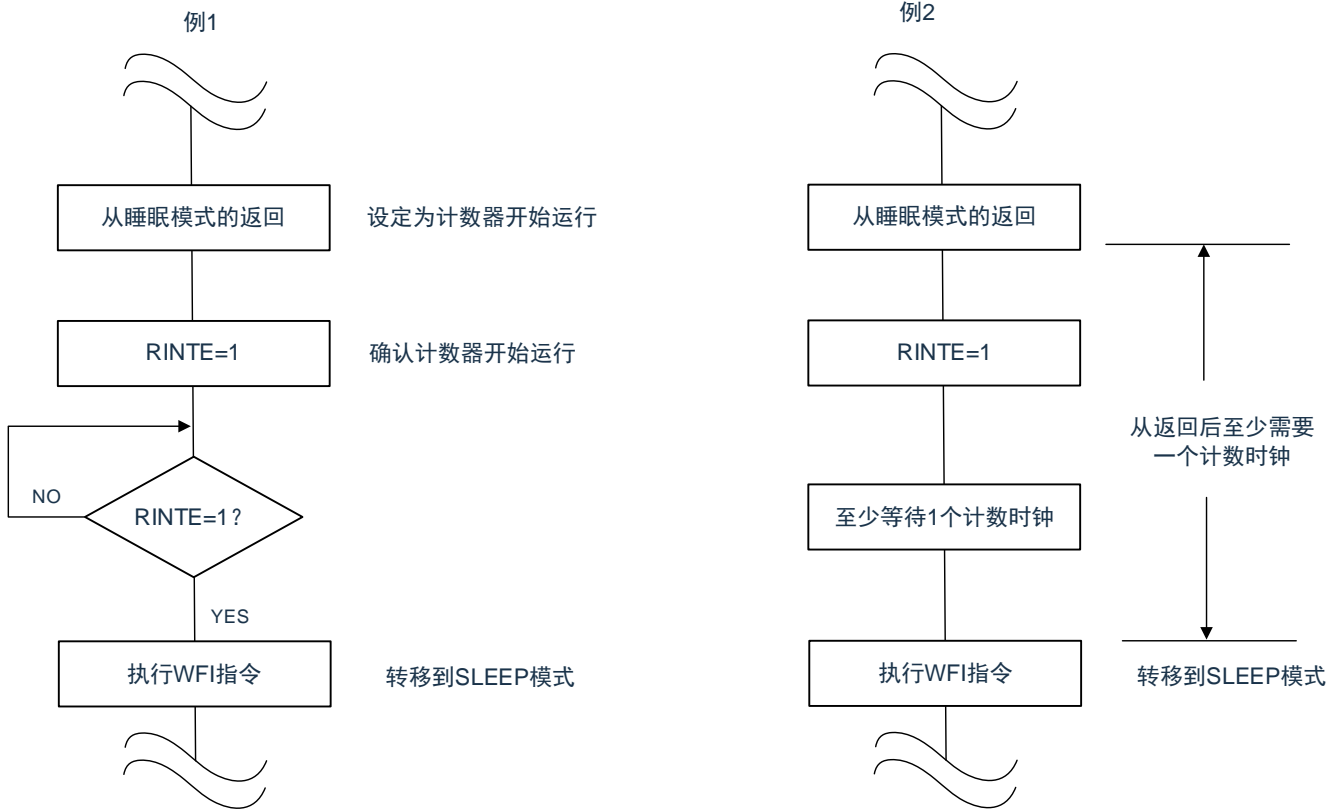 例1
从睡眠模式的返回
设定为计数器开始运行
RINTE=1
确认计数器开始运行
NO
RINTE=1?
YES
执行WFI指令
转移到SLEEP模式
例2
从睡眠模式的返回
RINTE=1
从返回后至少需要
一个计数时钟
至少等待1个计数时钟
执行WFI指令
转移到SLEEP模式